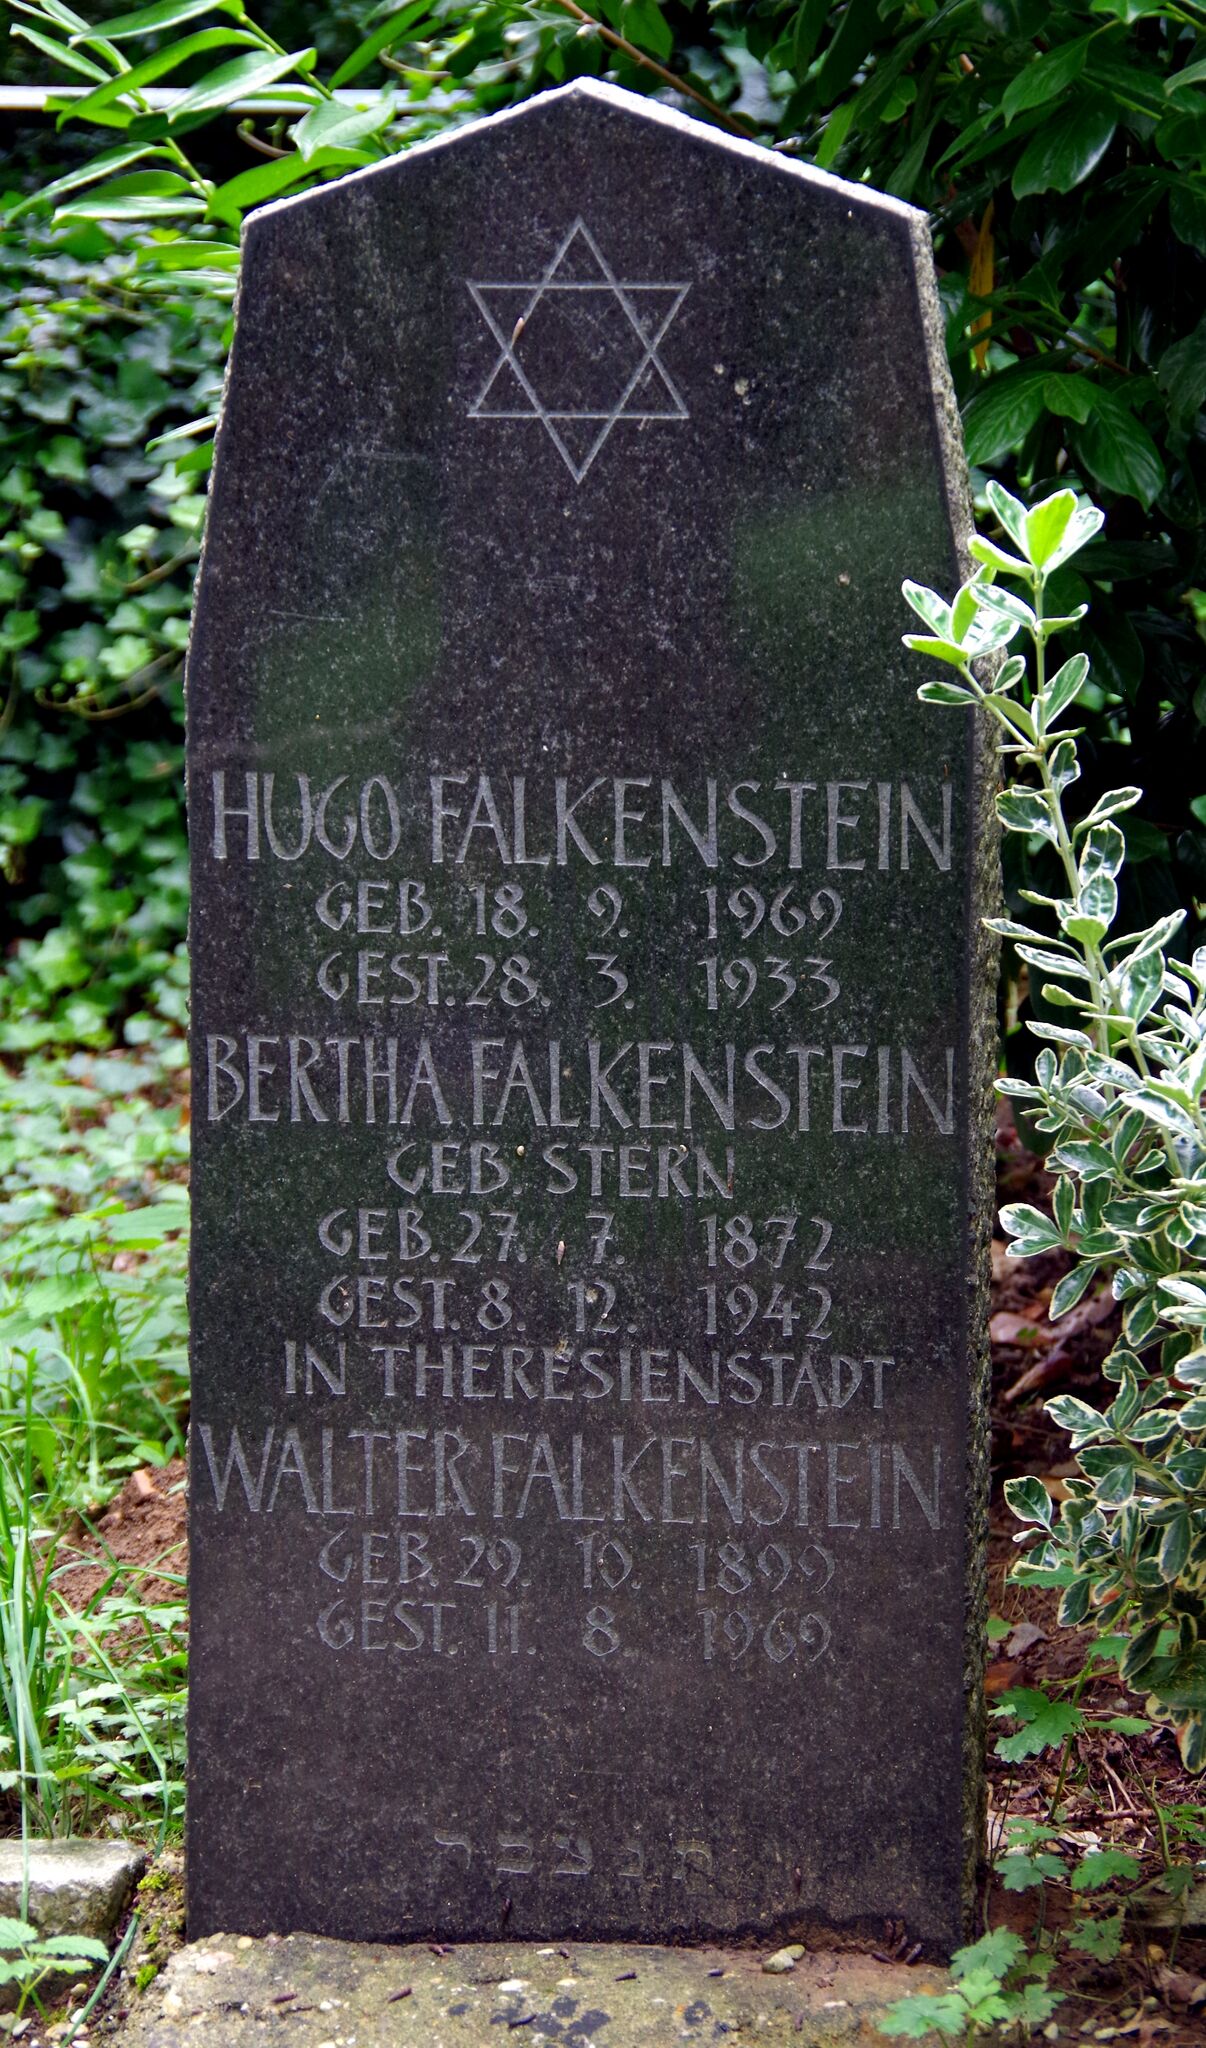 HUGO FALKENSTEIN
GEB. 18. 9. 1969
GEST. 28. 3. 1933
BERTHA FALKENSTEIN
GEB. STERN
GEB. 27. 7. 1872
GEST. 8. 12. 1942
IN THERESIENSTADT
WALTER FALKENSTEIN
GEB. 29. 10. 1899
GEST. 11. 8. 1969
ת נ צ ב ה